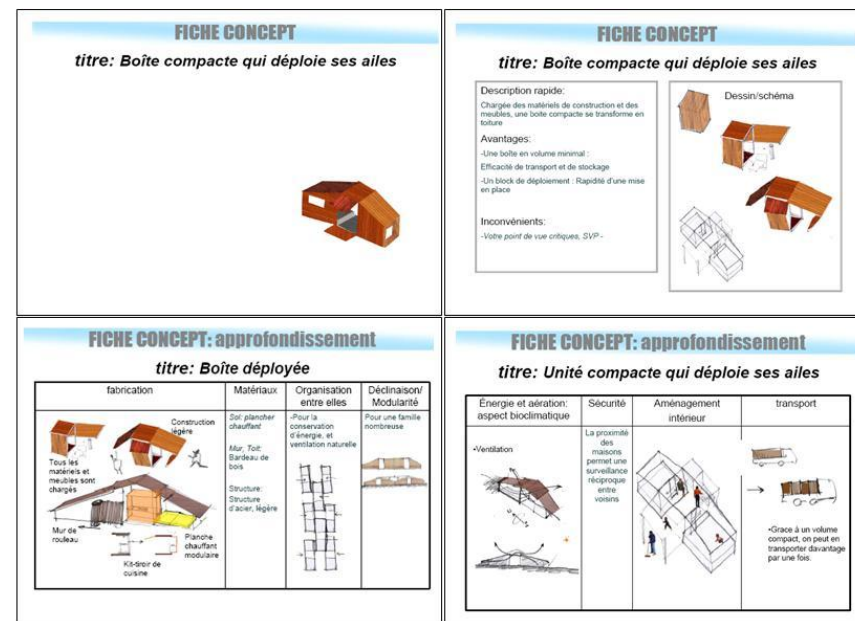 FICHE CONCEPT
titre: Boîte compacte qui déploie ses ailes
FICHE CONCEPT
titre: Boîte compacte qui déploie ses ailes
Description rapide:
Chargée des matériels de construction et des
meubles, une boite compacte se transforme en
toiture
Avantages:
-Une boîte en volume minimal :
Efficacité de transport et de stockage
-Un block de déploiement : Rapidité d'une mise
en place
Inconvénients:
-Votre point de vue critiques, SVP -
Dessin/schéma
FICHE CONCEPT: approfondissement
titre: Boîte déployée
fabrication
Construction
légère
Tous les
matériels et
meubles sont
chargés
Mur de
rouleau
Kit-tiroir de
cuisine
Planche
chauffant
modulaire
Matériaux
Sol: plancher
chauffant
Mur, Toit:
Bardeau de
bois
Structure:
Structure
d'acier, légère
Organisation
entre elles
-Pour la
conservation
d'énergie, et
ventilation naturelle
Déclinaison/
Modularité
Pour une famille
nombreuse
FICHE CONCEPT: approfondissement
titre: Unité compacte qui déploie ses ailes
Énergie et aération:
aspect bioclimatique
•Ventilation
Sécurité
La proximité
des
maisons
permet une
surveillance
réciproque
entre
voisins
Aménagement
intérieur
transport
•Grace à un volume
compact, on peut en
transporter davantage
par une fois.